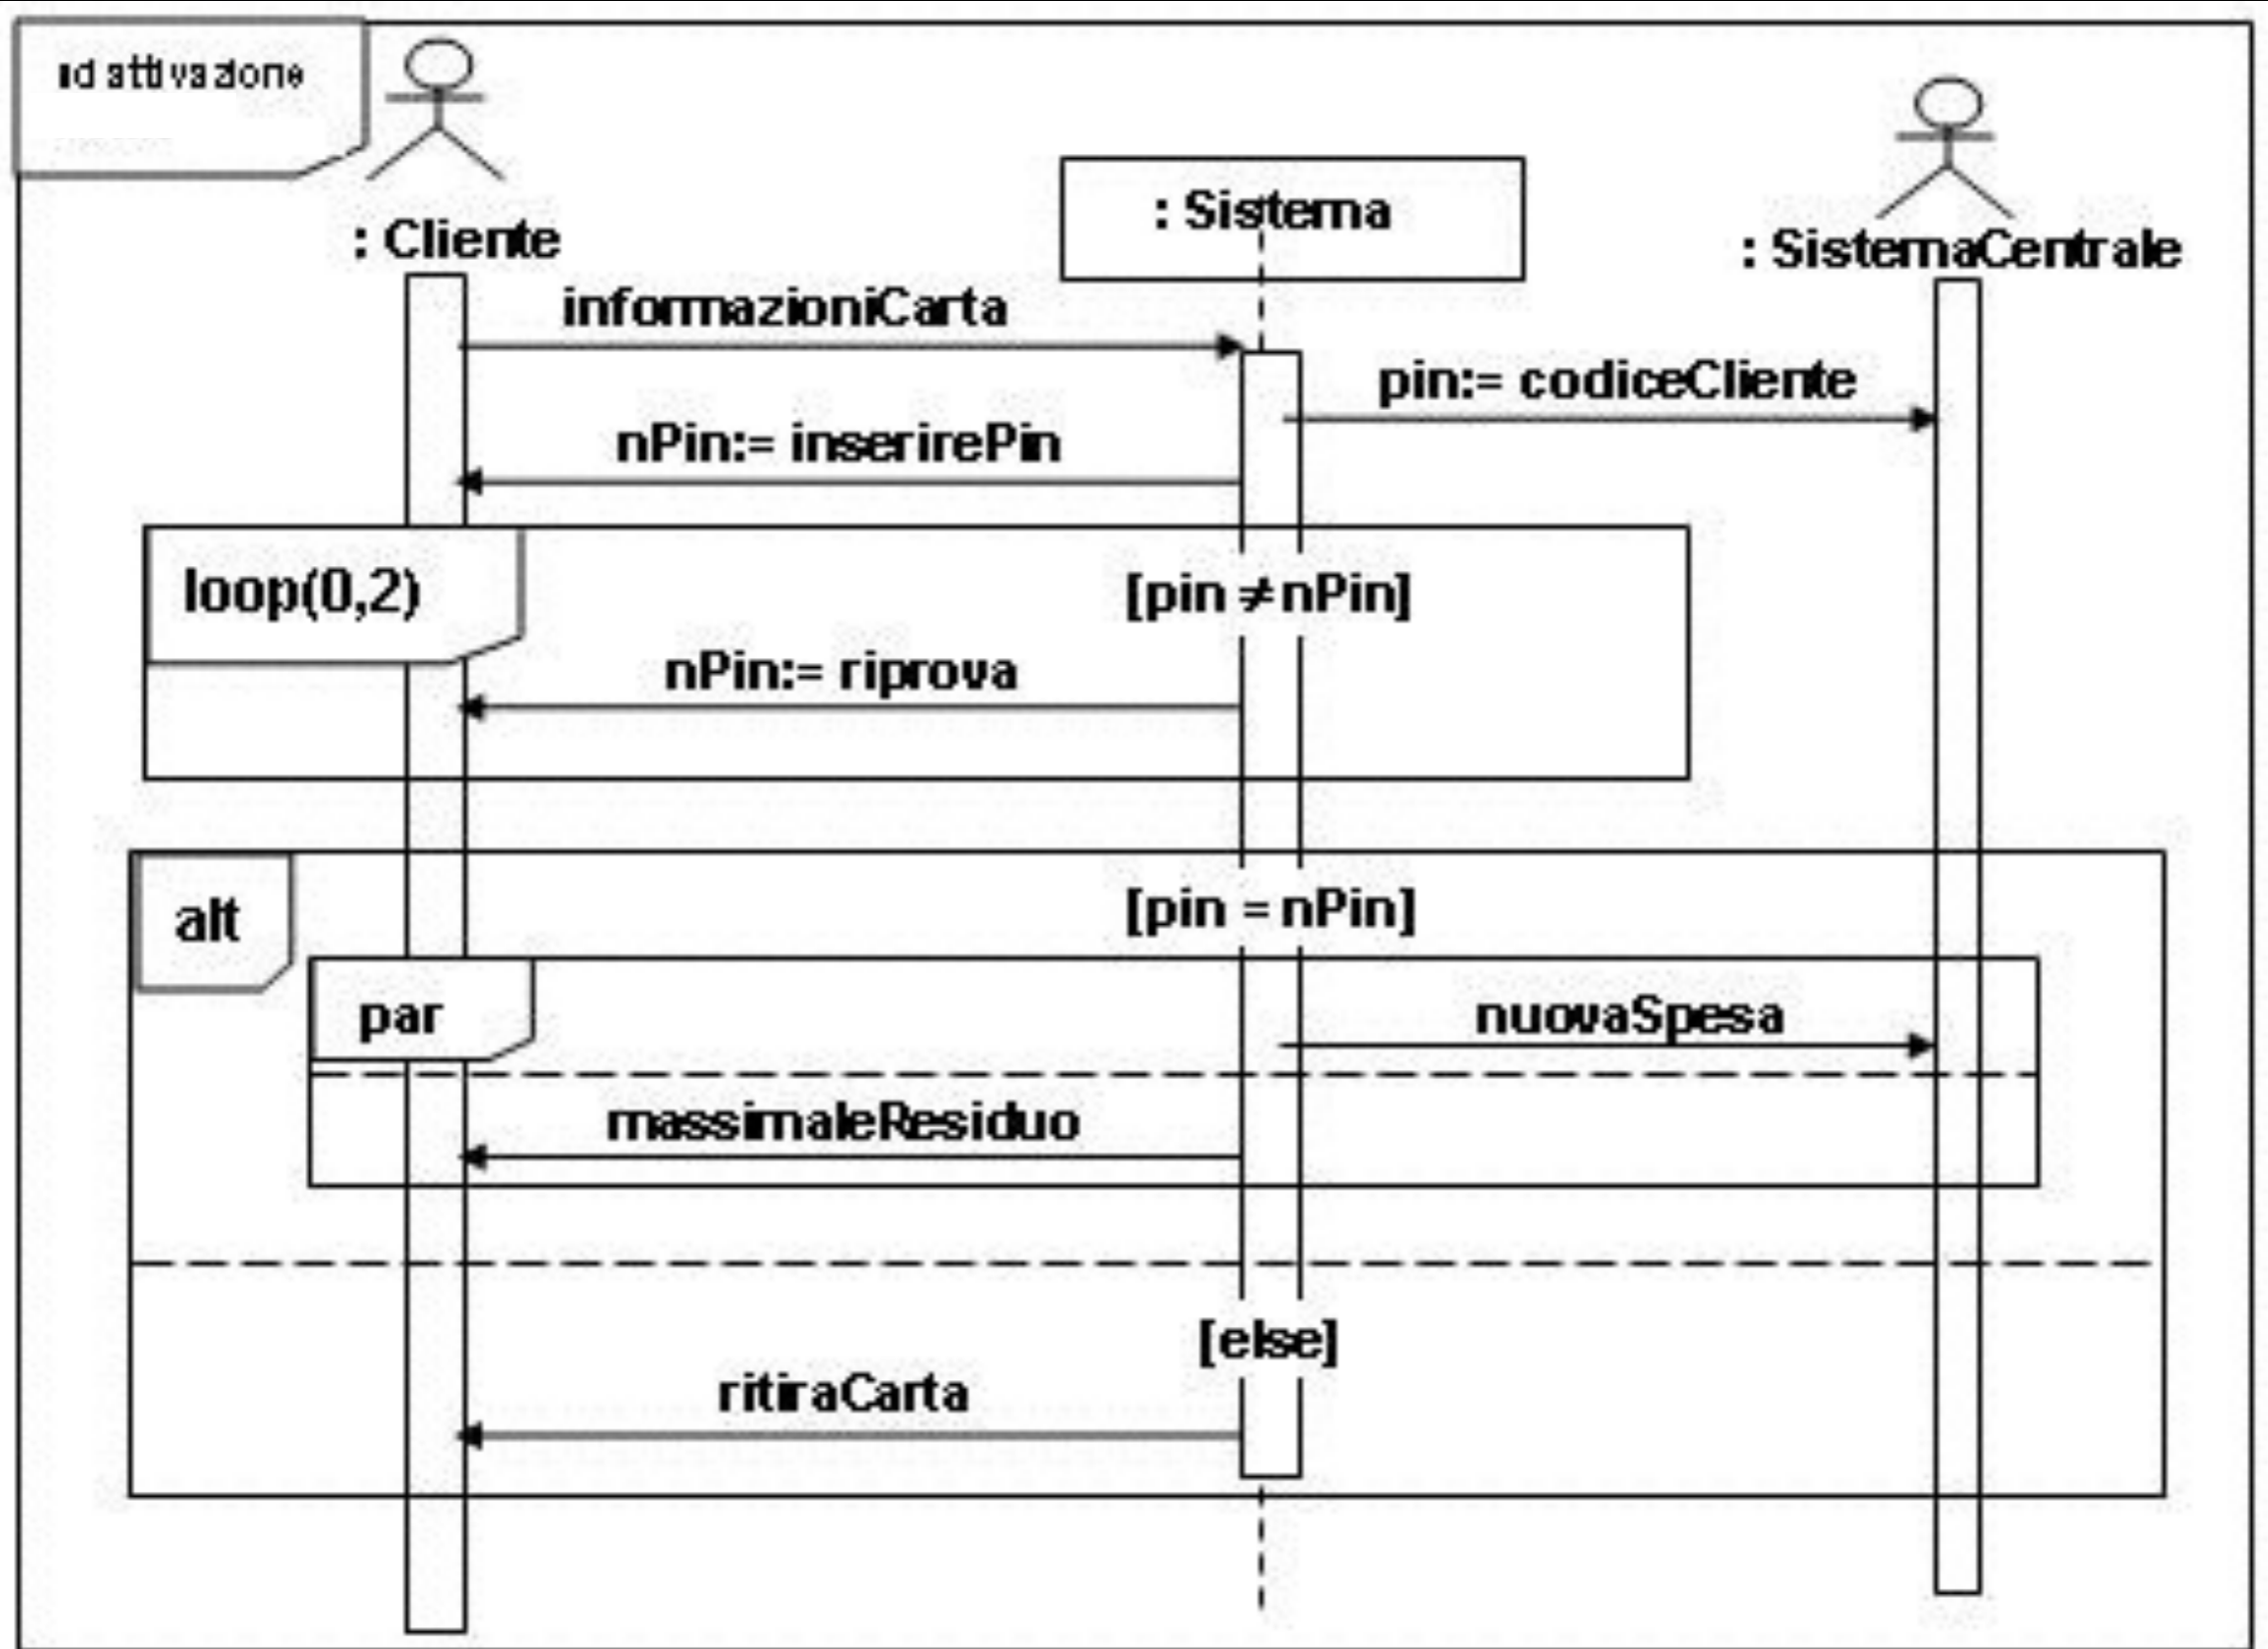 sd attivazione
: Cliente
: Sistema
: SistemaCentrale
informazioniCarta
pin:= codiceCliente
nPin:= inserirePin
loop(0,2)
[pin ≠ nPin]
nPin:= riprova
alt
[pin = nPin]
par
nuovaSpesa
massimaleResiduo
[else]
ritiraCarta